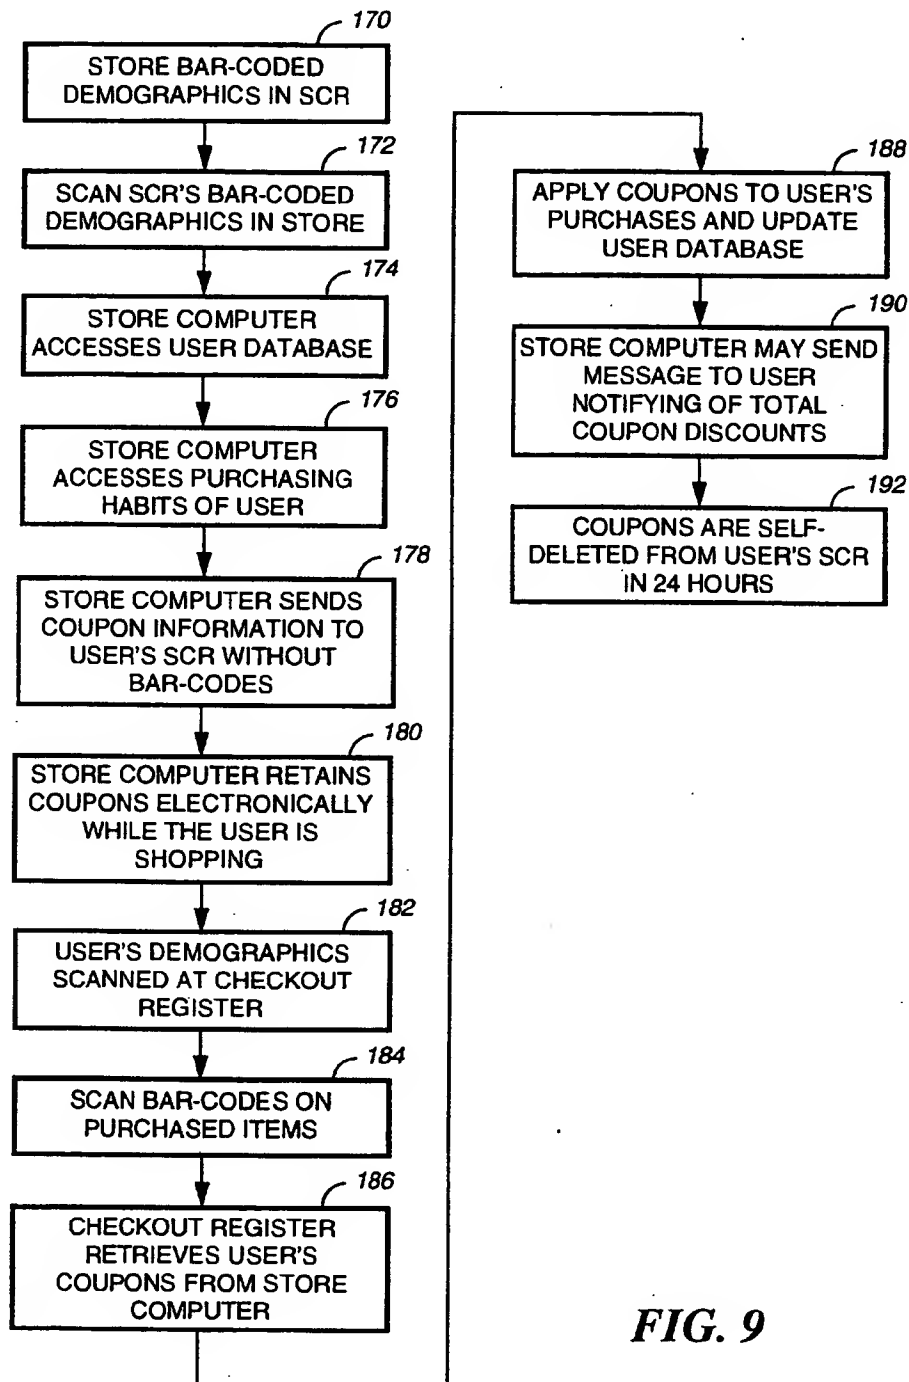 170
STORE BAR-CODED
DEMOGRAPHICS IN SCR
172
SCAN SCR'S BAR-CODED
DEMOGRAPHICS IN STORE
174
STORE COMPUTER
ACCESSES USER DATABASE
176
STORE COMPUTER
ACCESSES PURCHASING
HABITS OF USER
178
STORE COMPUTER SENDS
COUPON INFORMATION TO
USER'S SCR WITHOUT
BAR-CODES
180
STORE COMPUTER RETAINS
COUPONS ELECTRONICALLY
WHILE THE USER IS
SHOPPING
182
USER'S DEMOGRAPHICS
SCANNED AT CHECKOUT
REGISTER
184
SCAN BAR-CODES ON
PURCHASED ITEMS
186
CHECKOUT REGISTER
RETRIEVES USER'S
COUPONS FROM STORE
COMPUTER
188
APPLY COUPONS TO USER'S
PURCHASES AND UPDATE
USER DATABASE
190
STORE COMPUTER MAY SEND
MESSAGE TO USER
NOTIFYING OF TOTAL
COUPON DISCOUNTS
192
COUPONS ARE SELF-
DELETED FROM USER'S SCR
IN 24 HOURS
FIG. 9